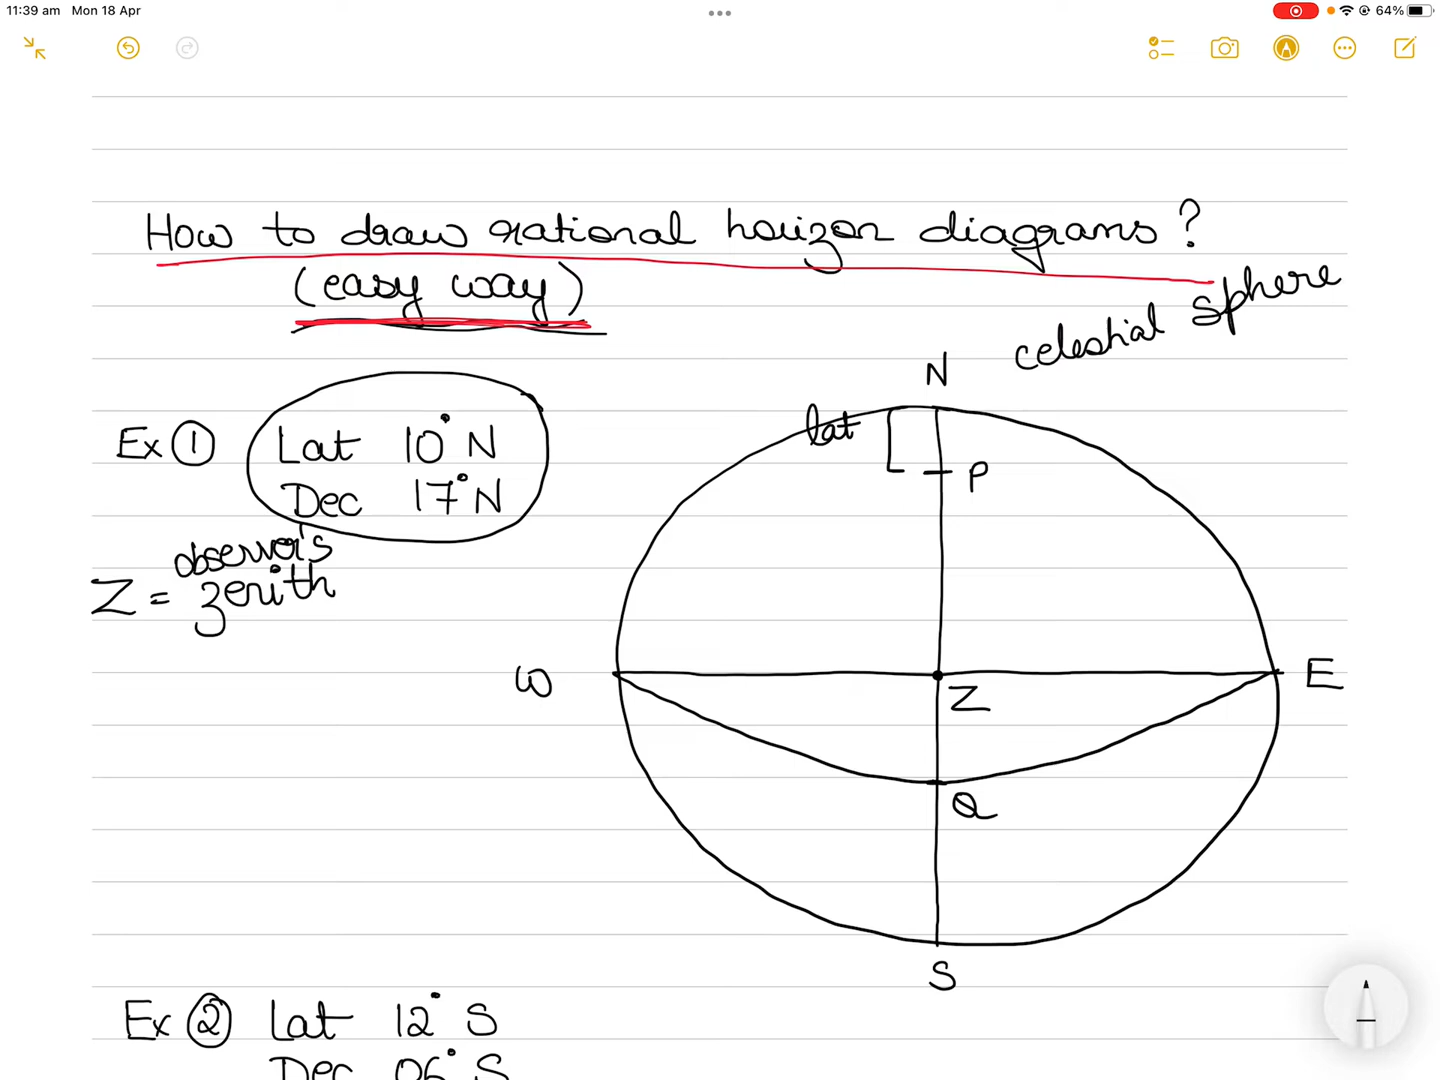 11:39 am Mon 18 Apr
64%
How to draw rational horizon diagrams?
(easy way)
celestial sphere
N
Ex ① Lat 10° N
Dec 17° N
lat
P
observer's
Z = zenith
W
E
Z
Q
S
Ex ② Lat 12° S
Dec 06° S